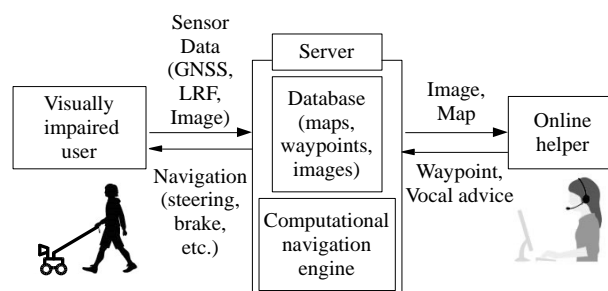 Visually
impaired
user
Sensor
Data
(GNSS,
LRF,
Image)
Navigation
(steering,
brake,
etc.)
Server
Database
(maps,
waypoints,
images)
Computational
navigation
engine
Image,
Map
Waypoint,
Vocal advice
Online
helper